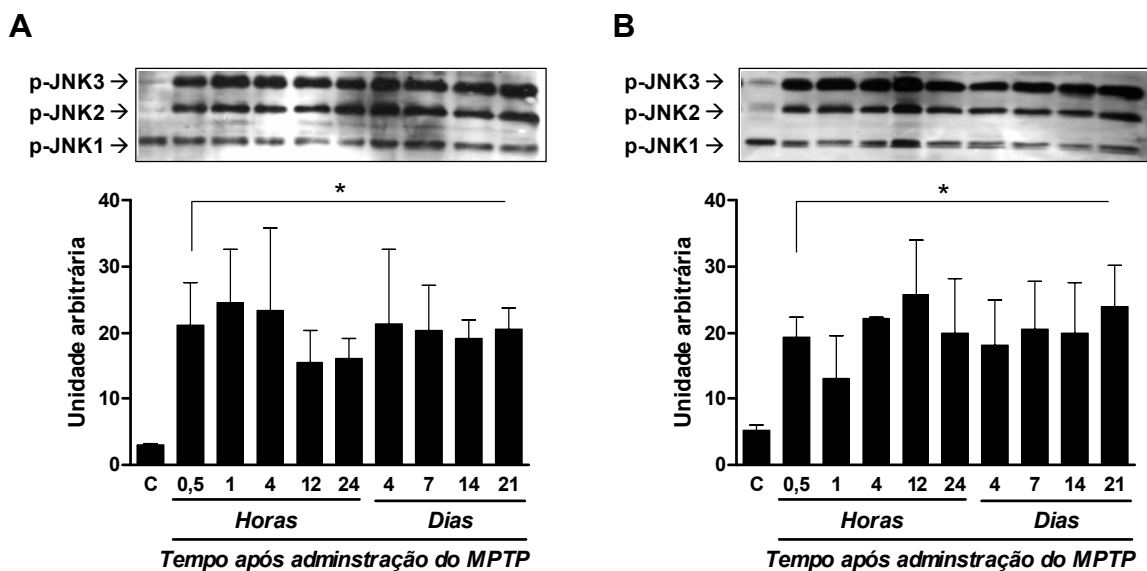 A
p-JNK3 →
p-JNK2 →
p-JNK1 →
*
Unidade arbitrária
40
30
20
10
0
C 0,5 1 4 12 24 4 7 14 21
Horas Dias
Tempo após adminstração do MPTP
B
p-JNK3 →
p-JNK2 →
p-JNK1 →
*
Unidade arbitrária
40
30
20
10
0
C 0,5 1 4 12 24 4 7 14 21
Horas Dias
Tempo após adminstração do MPTP